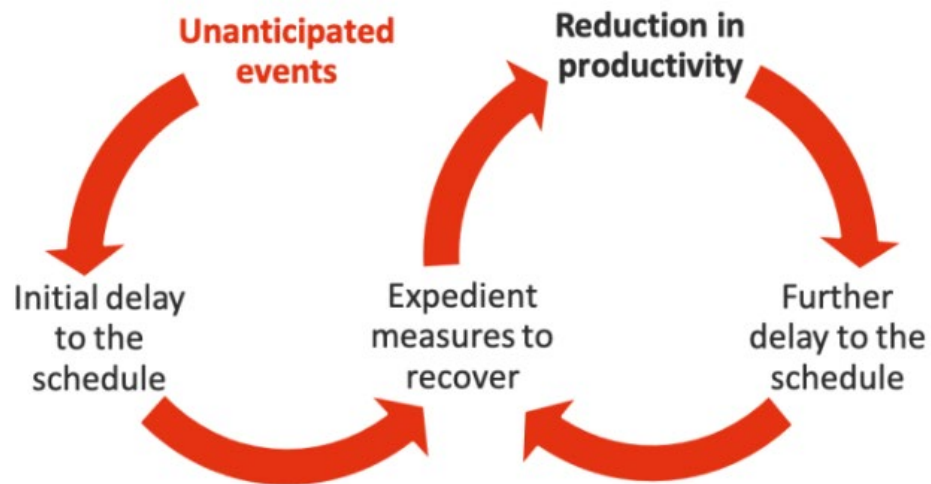 Unanticipated
events
Reduction in
productivity
Initial delay
to the
schedule
Expedient
measures to
recover
Further
delay to the
schedule